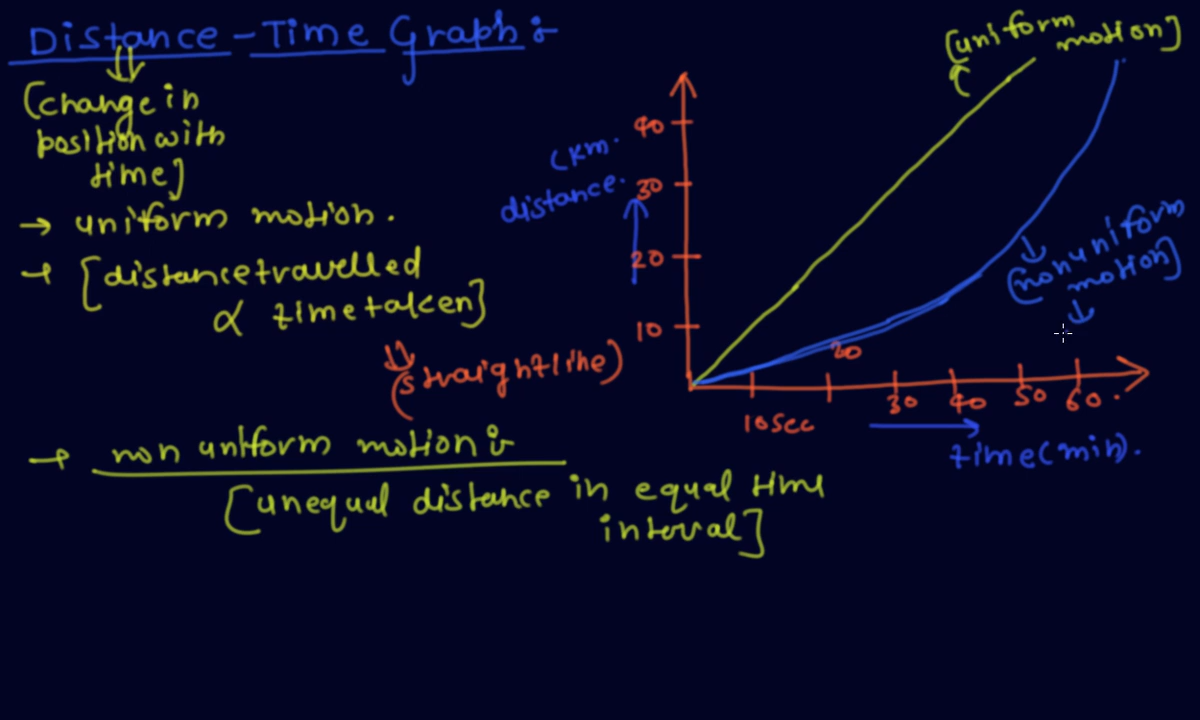 Distance - Time Graph :-
[change in
position with
time]
→ uniform motion.
→ [distance travelled
∝ time taken]
(straight line)
→ non uniform motion :-
[unequal distance in equal time
interval]
[uniform
motion]
(km.
distance.
40
30
20
10
[non uniform
motion]
10sec
20
30
40
50
60.
time (min).